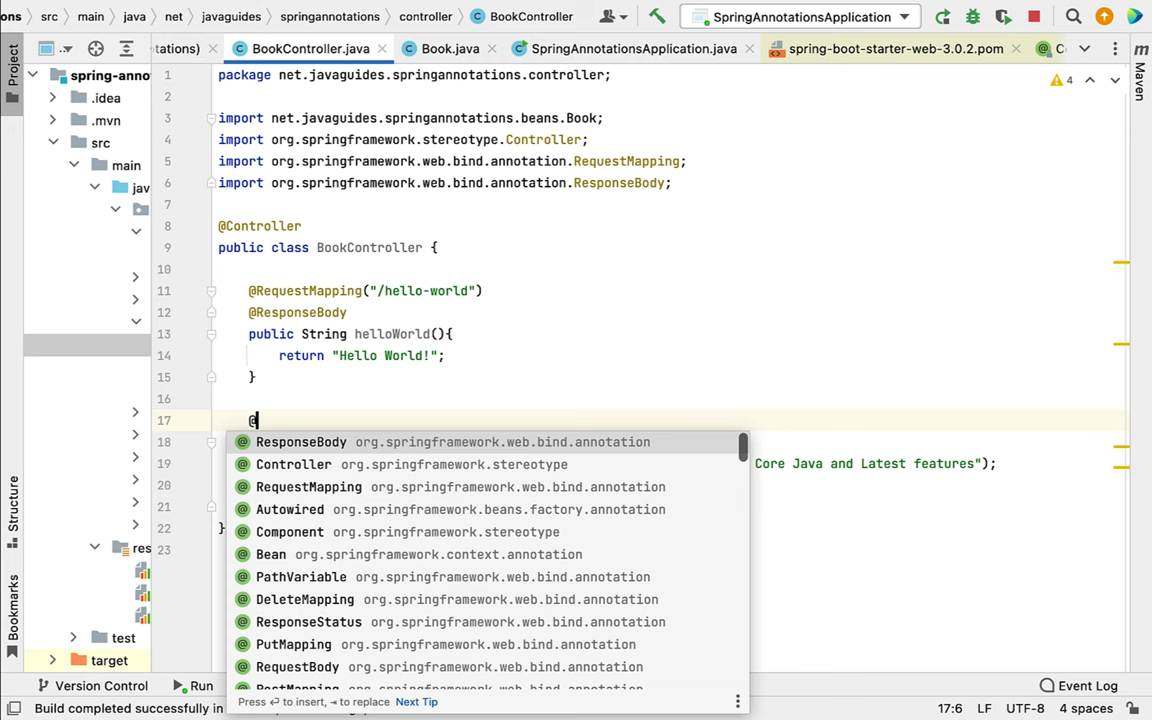 ons > src > main > java > net > javaguides > springannotations > controller > BookController SpringAnnotationsApplication
tations) BookController.java Book.java SpringAnnotationsApplication.java spring-boot-starter-web-3.0.2.pom C
Project
Maven
Structure
Bookmarks
spring-anno
.idea
.mvn
src
main
jav
res
test
target
4
1 package net.javaguides.springannotations.controller;
2
3 import net.javaguides.springannotations.beans.Book;
4 import org.springframework.stereotype.Controller;
5 import org.springframework.web.bind.annotation.RequestMapping;
6 import org.springframework.web.bind.annotation.ResponseBody;
7
8 @Controller
9 public class BookController {
10
11 @RequestMapping("/hello-world")
12 @ResponseBody
13 public String helloWorld(){
14 return "Hello World!";
15 }
16
17 @
18
19 Core Java and Latest features");
20
21
22 }
23
@ ResponseBody org.springframework.web.bind.annotation
@ Controller org.springframework.stereotype
@ RequestMapping org.springframework.web.bind.annotation
@ Autowired org.springframework.beans.factory.annotation
@ Component org.springframework.stereotype
@ Bean org.springframework.context.annotation
@ PathVariable org.springframework.web.bind.annotation
@ DeleteMapping org.springframework.web.bind.annotation
@ ResponseStatus org.springframework.web.bind.annotation
@ PutMapping org.springframework.web.bind.annotation
@ RequestBody org.springframework.web.bind.annotation
Press ↵ to insert, ⇥ to replace Next Tip
Version Control Run Event Log
Build completed successfully in 17:6 LF UTF-8 4 spaces